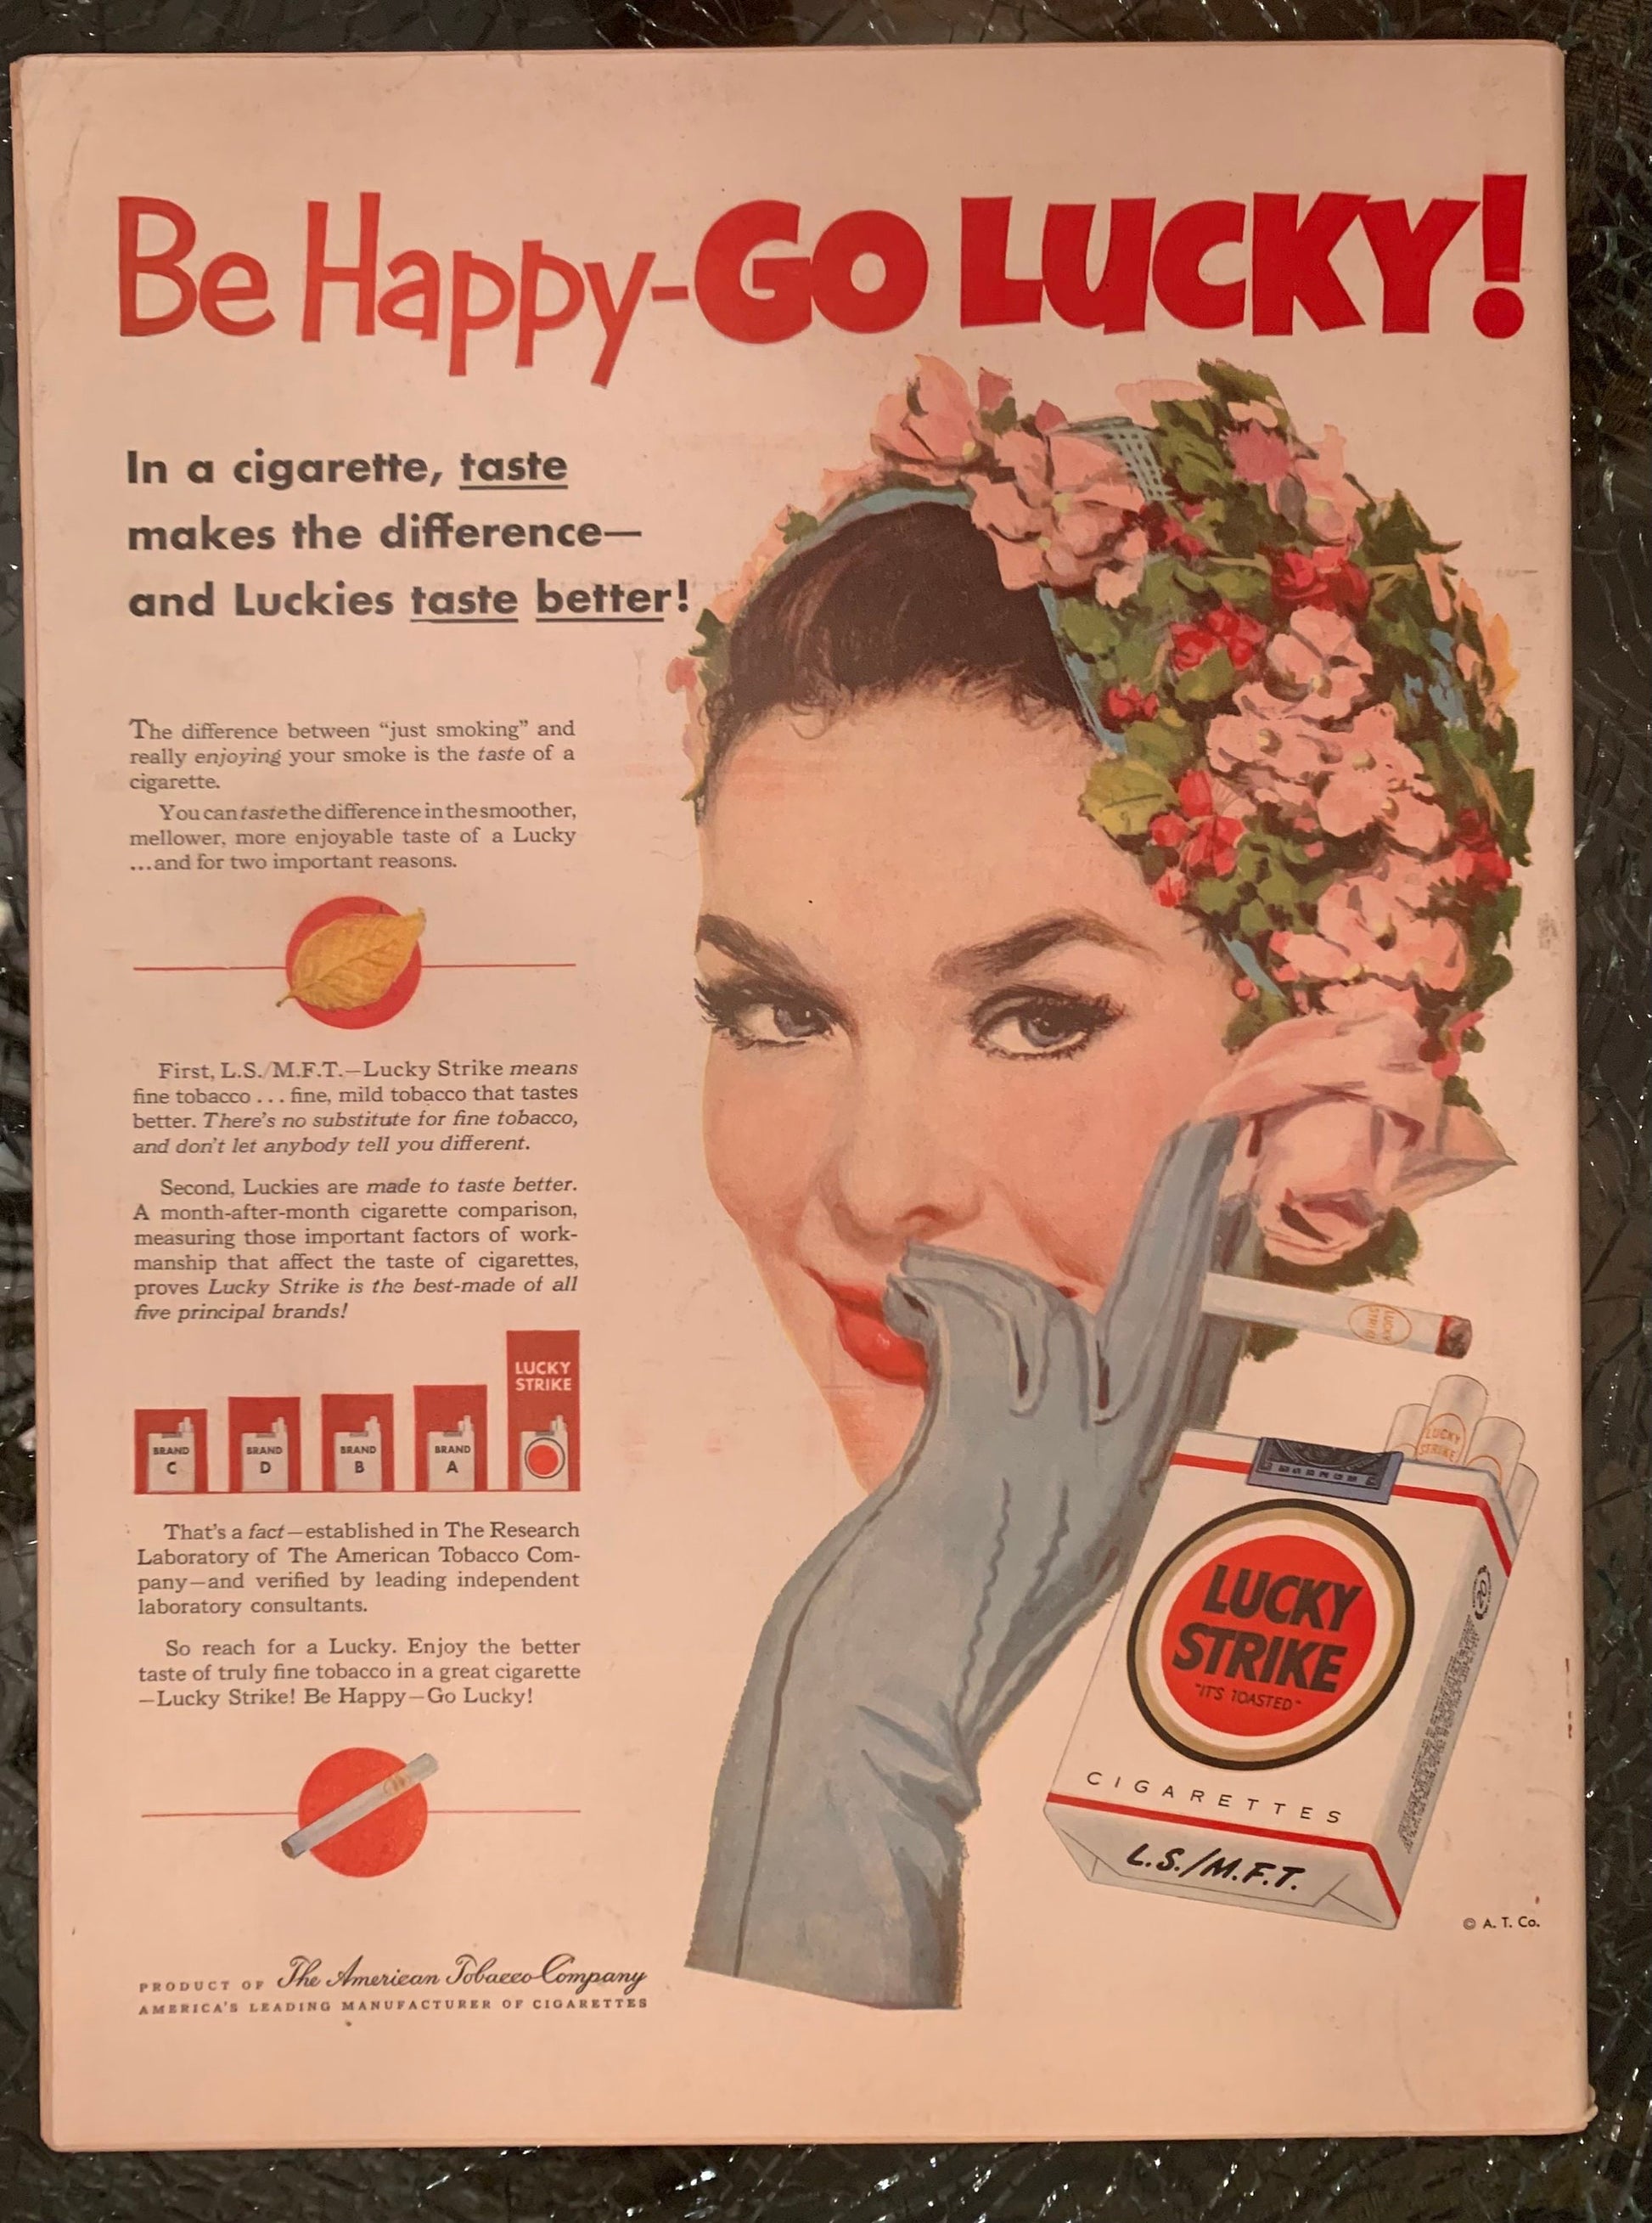 Be Happy-GO LUCKY!
In a cigarette, taste
makes the difference—
and Luckies taste better!
The difference between “just smoking” and
really enjoying your smoke is the taste of a
cigarette.
You can taste the difference in the smoother,
mellower, more enjoyable taste of a Lucky
...and for two important reasons.
First, L.S./M.F.T.—Lucky Strike means
fine tobacco . . . fine, mild tobacco that tastes
better. There's no substitute for fine tobacco,
and don't let anybody tell you different.
Second, Luckies are made to taste better.
A month-after-month cigarette comparison,
measuring those important factors of work-
manship that affect the taste of cigarettes,
proves Lucky Strike is the best-made of all
five principal brands!
LUCKY
STRIKE
BRAND
C
BRAND
D
BRAND
B
BRAND
A
That's a fact—established in The Research
Laboratory of The American Tobacco Com-
pany—and verified by leading independent
laboratory consultants.
So reach for a Lucky. Enjoy the better
taste of truly fine tobacco in a great cigarette
—Lucky Strike! Be Happy—Go Lucky!
PRODUCT OF The American Tobacco Company
AMERICA'S LEADING MANUFACTURER OF CIGARETTES
LUCKY
STRIKE
LUCKY
STRIKE
LUCKY
STRIKE
"IT'S TOASTED"
CIGARETTES
L.S./M.F.T.
© A. T. Co.